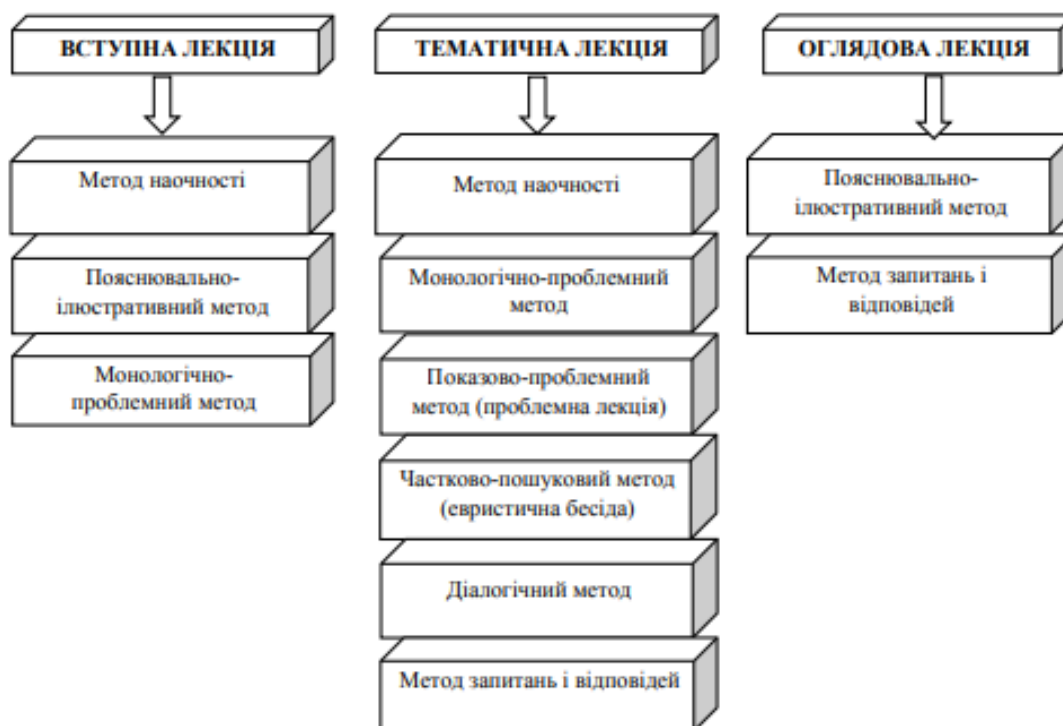 ВСТУПНА ЛЕКЦІЯ
Метод наочності
Пояснювально-
ілюстративний метод
Монологічно-
проблемний метод
ТЕМАТИЧНА ЛЕКЦІЯ
Метод наочності
Монологічно-проблемний
метод
Показово-проблемний
метод (проблемна лекція)
Частково-пошуковий метод
(евристична бесіда)
Діалогічний метод
Метод запитань і відповідей
ОГЛЯДОВА ЛЕКЦІЯ
Пояснювально-
ілюстративний метод
Метод запитань і
відповідей